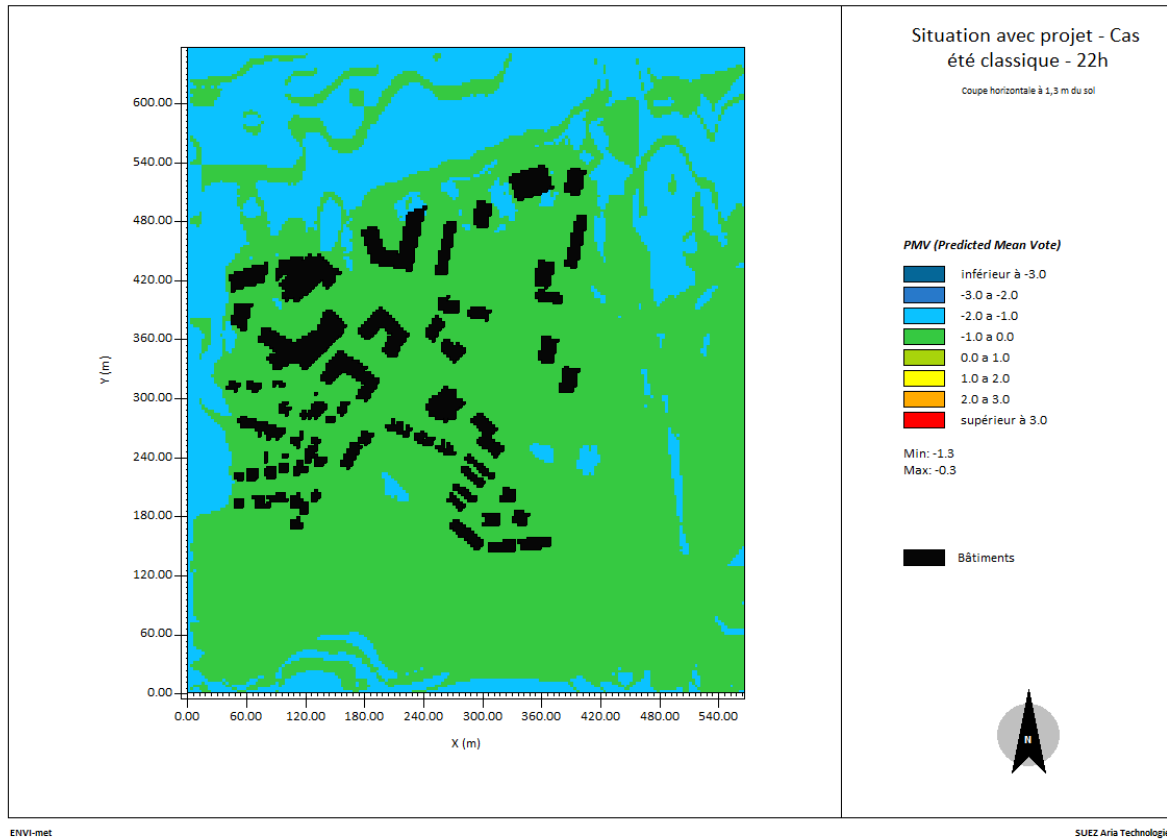 Situation avec projet - Cas
été classique - 22h
Coupe horizontale à 1,3 m du sol
600.00
540.00
480.00
420.00
360.00
300.00
240.00
180.00
120.00
60.00
0.00
Y (m)
0.00 60.00 120.00 180.00 240.00 300.00 360.00 420.00 480.00 540.00
X (m)
PMV (Predicted Mean Vote)
inférieur à -3.0
-3.0 a -2.0
-2.0 a -1.0
-1.0 a 0.0
0.0 a 1.0
1.0 a 2.0
2.0 a 3.0
supérieur à 3.0
Min: -1.3
Max: -0.3
Bâtiments
N
ENVI-met
SUEZ Aria Technologie